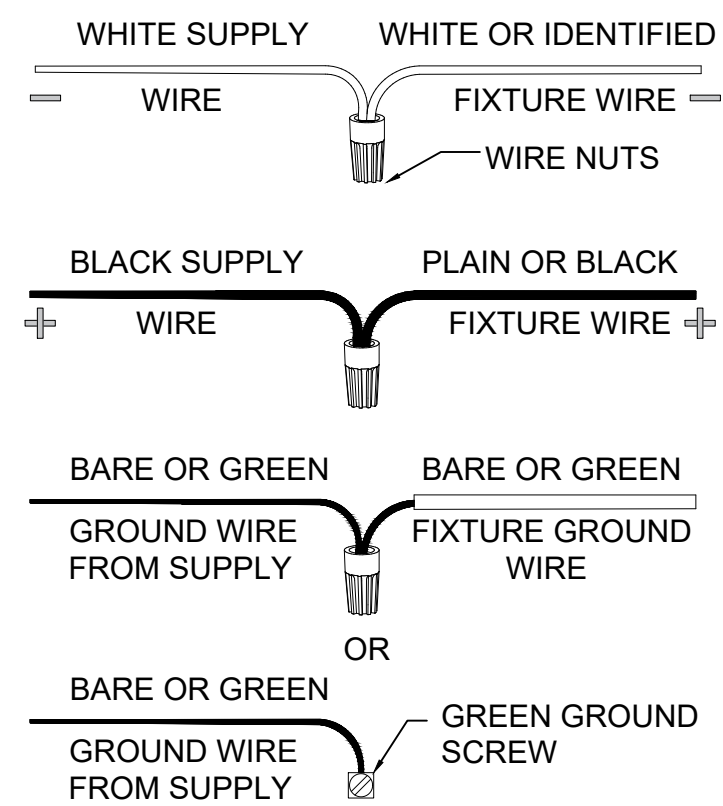 WHITE SUPPLY WHITE OR IDENTIFIED
WIRE FIXTURE WIRE
WIRE NUTS
BLACK SUPPLY PLAIN OR BLACK
WIRE FIXTURE WIRE
BARE OR GREEN BARE OR GREEN
GROUND WIRE FIXTURE GROUND
FROM SUPPLY WIRE
OR
BARE OR GREEN
GREEN GROUND
GROUND WIRE SCREW
FROM SUPPLY